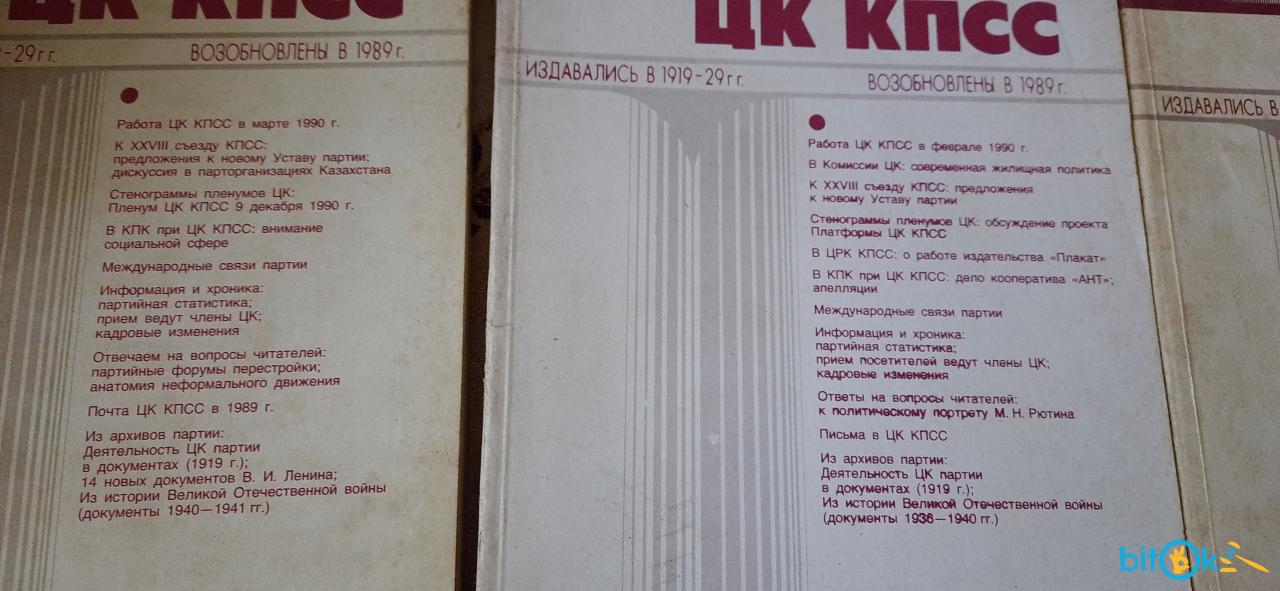 ЦК КПСС
-29 г г.
ВОЗОБНОВЛЕНЫ В 1989 г.
Работа ЦК КПСС в марте 1990 г.
К XXVIII съезду КПСС:
предложения к новому Уставу партии;
дискуссия в парторганизациях Казахстана
Стенограммы пленумов ЦК:
Пленум ЦК КПСС 9 декабря 1990 г.
В КПК при ЦК КПСС: внимание
социальной сфере
Международные связи партии
Информация и хроника:
партийная статистика;
прием ведут члены ЦК;
кадровые изменения
Отвечаем на вопросы читателей:
партийные форумы перестройки;
анатомия неформального движения
Почта ЦК КПСС в 1989 г.
Из архивов партии:
Деятельность ЦК партии
в документах (1919 г.);
14 новых документов В. И. Ленина;
Из истории Великой Отечественной войны
(документы 1940—1941 гг.)
ЦК КПСС
ИЗДАВАЛИСЬ В 1919-29 г г.
ВОЗОБНОВЛЕНЫ В 1989 г.
Работа ЦК КПСС в феврале 1990 г.
В Комиссии ЦК: современная жилищная политика
К XXVIII съезду КПСС: предложения
к новому Уставу партии
Стенограммы пленумов ЦК: обсуждение проекта
Платформы ЦК КПСС
В ЦРК КПСС: о работе издательства «Плакат»
В КПК при ЦК КПСС: дело кооператива «АНТ»;
апелляции
Международные связи партии
Информация и хроника:
партийная статистика;
прием посетителей ведут члены ЦК;
кадровые изменения
Ответы на вопросы читателей:
к политическому портрету М. Н. Рютина
Письма в ЦК КПСС
Из архивов партии:
Деятельность ЦК партии
в документах (1919 г.);
Из истории Великой Отечественной войны
(документы 1936—1940 гг.)
ИЗДАВАЛИСЬ В
bitOk